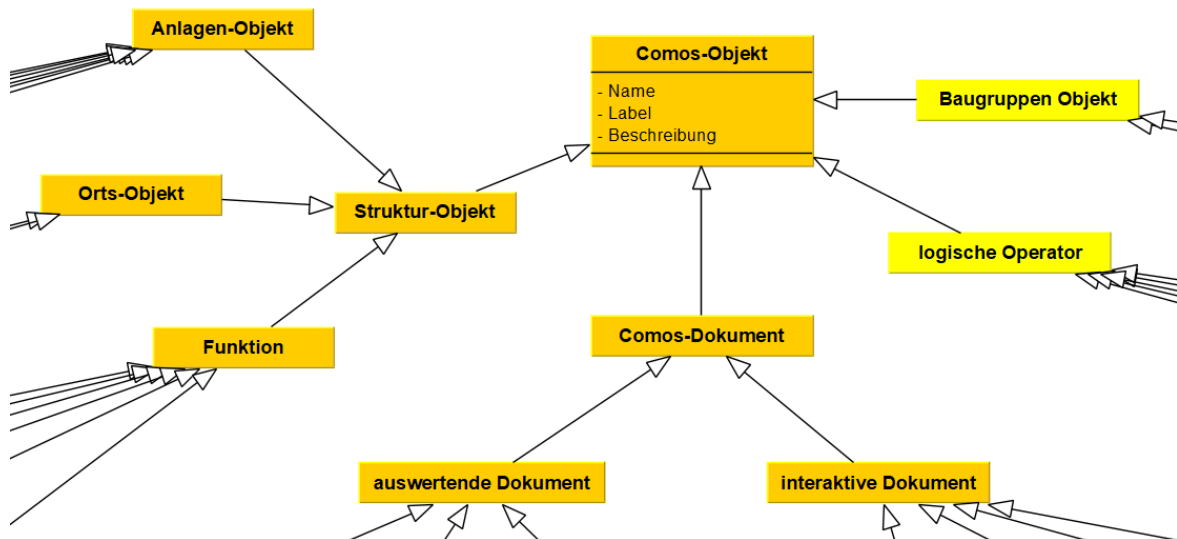 Anlagen-Objekt
Comos-Objekt
- Name
- Label
- Beschreibung
Baugruppen Objekt
Orts-Objekt
Struktur-Objekt
logische Operator
Funktion
Comos-Dokument
auswertende Dokument
interaktive Dokument